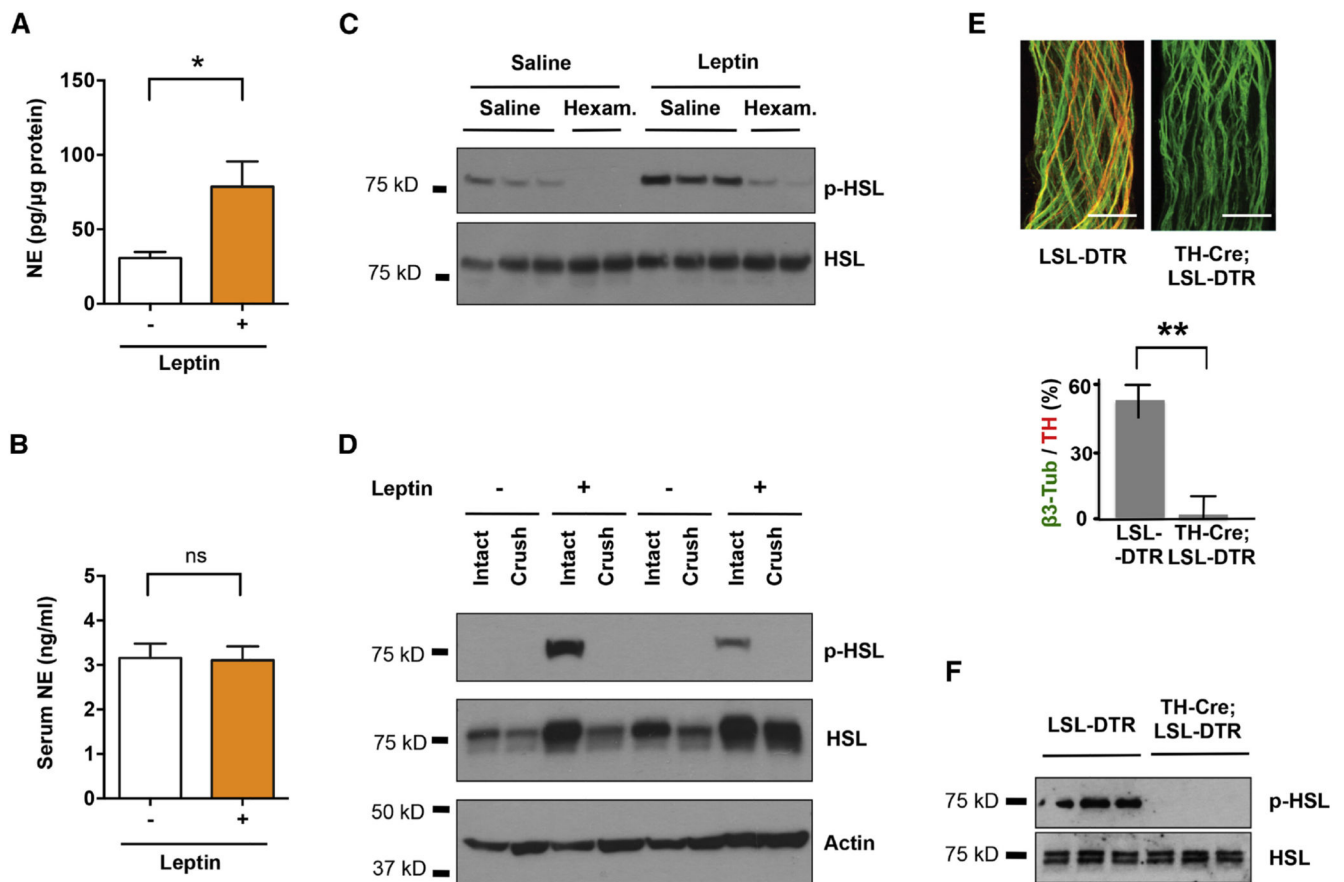 A
150
100
50
0
NE (pg/µg protein)
*
- +
Leptin
B
5
4
3
2
1
0
Serum NE (ng/ml)
ns
- +
Leptin
C
Saline Leptin
Saline Hexam. Saline Hexam.
75 kD p-HSL
75 kD HSL
D
Leptin - + - +
Intact Crush Intact Crush Intact Crush Intact Crush
75 kD p-HSL
75 kD HSL
50 kD
Actin
37 kD
E
LSL-DTR TH-Cre;
LSL-DTR
**
60
30
0
β3-Tub / TH (%)
LSL-
-DTR
TH-Cre;
LSL-DTR
F
LSL-DTR TH-Cre;
LSL-DTR
75 kD p-HSL
75 kD HSL